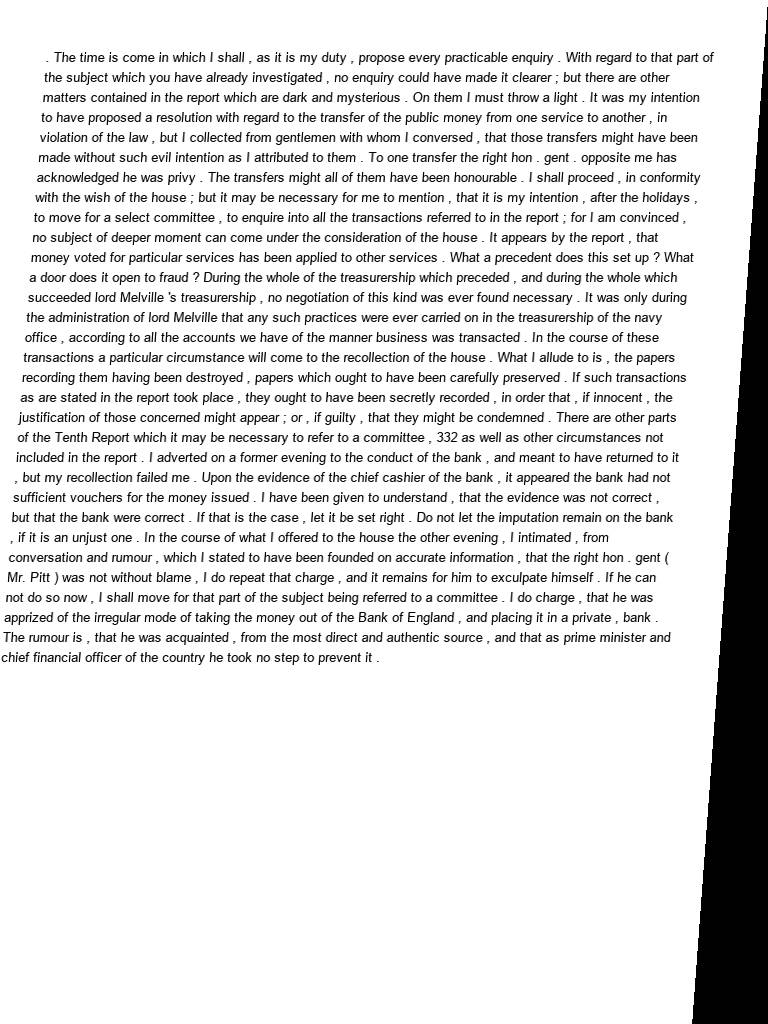 . The time is come in which I shall , as it is my duty , propose every practicable enquiry . With regard to that part of
the subject which you have already investigated , no enquiry could have made it clearer ; but there are other
matters contained in the report which are dark and mysterious . On them I must throw a light . It was my intention
to have proposed a resolution with regard to the transfer of the public money from one service to another , in
violation of the law , but I collected from gentlemen with whom I conversed , that those transfers might have been
made without such evil intention as I attributed to them . To one transfer the right hon . gent . opposite me has
acknowledged he was privy . The transfers might all of them have been honourable . I shall proceed , in conformity
with the wish of the house ; but it may be necessary for me to mention , that it is my intention , after the holidays ,
to move for a select committee , to enquire into all the transactions referred to in the report ; for I am convinced ,
no subject of deeper moment can come under the consideration of the house . It appears by the report , that
money voted for particular services has been applied to other services . What a precedent does this set up ? What
a door does it open to fraud ? During the whole of the treasurership which preceded , and during the whole which
succeeded lord Melville 's treasurership , no negotiation of this kind was ever found necessary . It was only during
the administration of lord Melville that any such practices were ever carried on in the treasurership of the navy
office , according to all the accounts we have of the manner business was transacted . In the course of these
transactions a particular circumstance will come to the recollection of the house . What I allude to is , the papers
recording them having been destroyed , papers which ought to have been carefully preserved . If such transactions
as are stated in the report took place , they ought to have been secretly recorded , in order that , if innocent , the
justification of those concerned might appear ; or , if guilty , that they might be condemned . There are other parts
of the Tenth Report which it may be necessary to refer to a committee , 332 as well as other circumstances not
included in the report . I adverted on a former evening to the conduct of the bank , and meant to have returned to it
, but my recollection failed me . Upon the evidence of the chief cashier of the bank , it appeared the bank had not
sufficient vouchers for the money issued . I have been given to understand , that the evidence was not correct ,
but that the bank were correct . If that is the case , let it be set right . Do not let the imputation remain on the bank
, if it is an unjust one . In the course of what I offered to the house the other evening , I intimated , from
conversation and rumour , which I stated to have been founded on accurate information , that the right hon . gent (
Mr. Pitt ) was not without blame , I do repeat that charge , and it remains for him to exculpate himself . If he can
not do so now , I shall move for that part of the subject being referred to a committee . I do charge , that he was
apprized of the irregular mode of taking the money out of the Bank of England , and placing it in a private , bank .
The rumour is , that he was acquainted , from the most direct and authentic source , and that as prime minister and
chief financial officer of the country he took no step to prevent it .